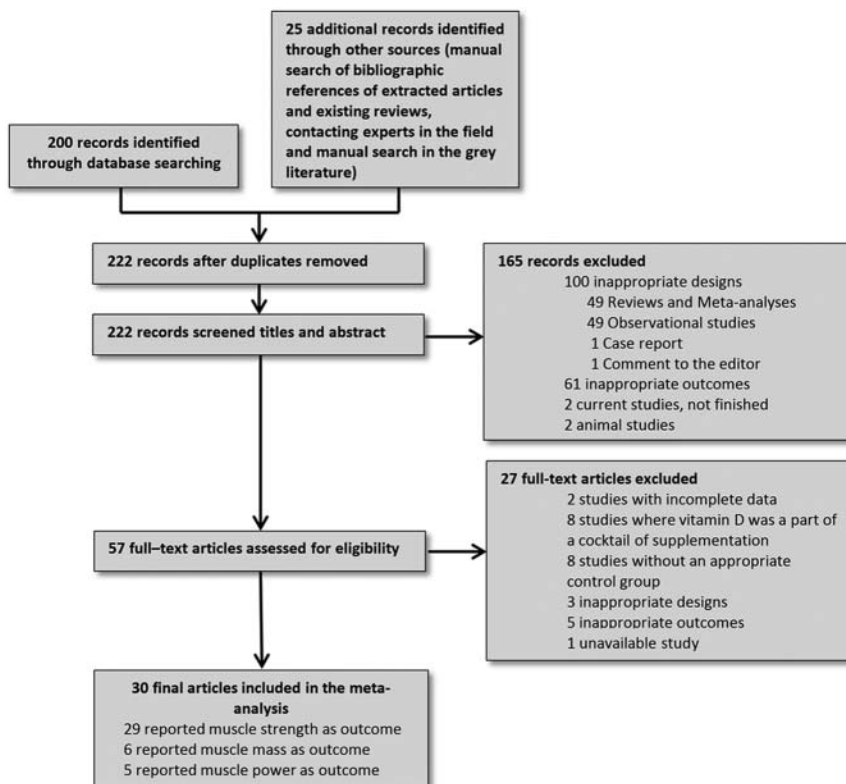 25 additional records identified
through other sources (manual
search of bibliographic
references of extracted articles
and existing reviews,
contacting experts in the field
and manual search in the grey
literature)
200 records identified
through database searching
222 records after duplicates removed
222 records screened titles and abstract
165 records excluded
100 inappropriate designs
49 Reviews and Meta-analyses
49 Observational studies
1 Case report
1 Comment to the editor
61 inappropriate outcomes
2 current studies, not finished
2 animal studies
57 full–text articles assessed for eligibility
27 full-text articles excluded
2 studies with incomplete data
8 studies where vitamin D was a part of
a cocktail of supplementation
8 studies without an appropriate
control group
3 inappropriate designs
5 inappropriate outcomes
1 unavailable study
30 final articles included in the meta-
analysis
29 reported muscle strength as outcome
6 reported muscle mass as outcome
5 reported muscle power as outcome